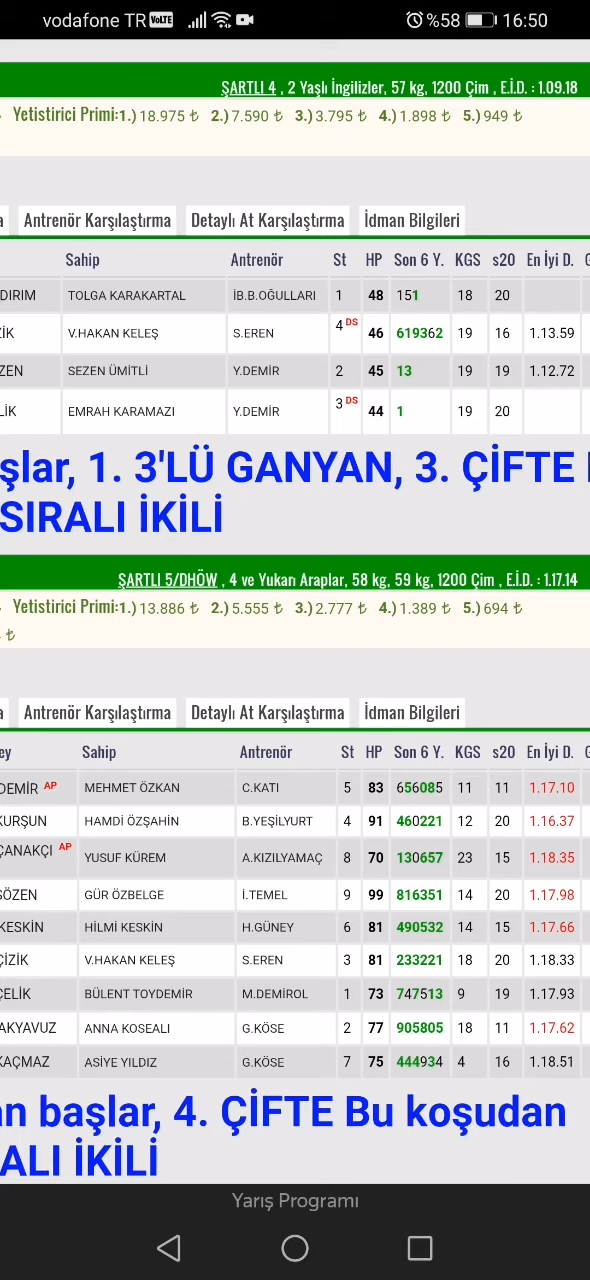 vodafone TR VoLTE %58 16:50
ŞARTLI 4 , 2 Yaşlı İngilizler, 57 kg, 1200 Çim , E.İ.D. : 1.09.18
Yetistirici Primi:1.) 18.975 ₺ 2.) 7.590 ₺ 3.) 3.795 ₺ 4.) 1.898 ₺ 5.) 949 ₺
a Antrenör Karşılaştırma Detaylı At Karşılaştırma İdman Bilgileri
Sahip Antrenör St HP Son 6 Y. KGS s20 En İyi D. G
DIRIM TOLGA KARAKARTAL İB.B.OĞULLARI 1 48 151 18 20
ZİK V.HAKAN KELEŞ S.EREN 4 DS 46 619362 19 16 1.13.59
ZEN SEZEN ÜMİTLİ Y.DEMİR 2 45 13 19 19 1.12.72
LİK EMRAH KARAMAZI Y.DEMİR 3 DS 44 1 19 20
şlar, 1. 3'LÜ GANYAN, 3. ÇİFTE
SIRALI İKİLİ
ŞARTLI 5/DHÖW , 4 ve Yukarı Araplar, 58 kg, 59 kg, 1200 Çim , E.İ.D. : 1.17.14
Yetistirici Primi:1.) 13.886 ₺ 2.) 5.555 ₺ 3.) 2.777 ₺ 4.) 1.389 ₺ 5.) 694 ₺
₺
a Antrenör Karşılaştırma Detaylı At Karşılaştırma İdman Bilgileri
ey Sahip Antrenör St HP Son 6 Y. KGS s20 En İyi D. G
DEMİR AP MEHMET ÖZKAN C.KATI 5 83 656085 11 11 1.17.10
KURŞUN HAMDİ ÖZŞAHİN B.YEŞİLYURT 4 91 460221 12 20 1.16.37
ÇANAKÇI AP YUSUF KÜREM A.KIZILYAMAÇ 8 70 130657 23 15 1.18.35
SÖZEN GÜR ÖZBELGE İ.TEMEL 9 99 816351 14 20 1.17.98
KESKİN HİLMİ KESKİN H.GÜNEY 6 81 490532 14 15 1.17.66
ÇİZİK V.HAKAN KELEŞ S.EREN 3 81 233221 18 20 1.18.33
ÇELİK BÜLENT TOYDEMİR M.DEMİROL 1 73 747513 9 19 1.17.93
AKYAVUZ ANNA KOSEALI G.KÖSE 2 77 905805 18 11 1.17.62
KAÇMAZ ASİYE YILDIZ G.KÖSE 7 75 444934 4 16 1.18.51
an başlar, 4. ÇİFTE Bu koşudan
ALI İKİLİ
Yarış Programı